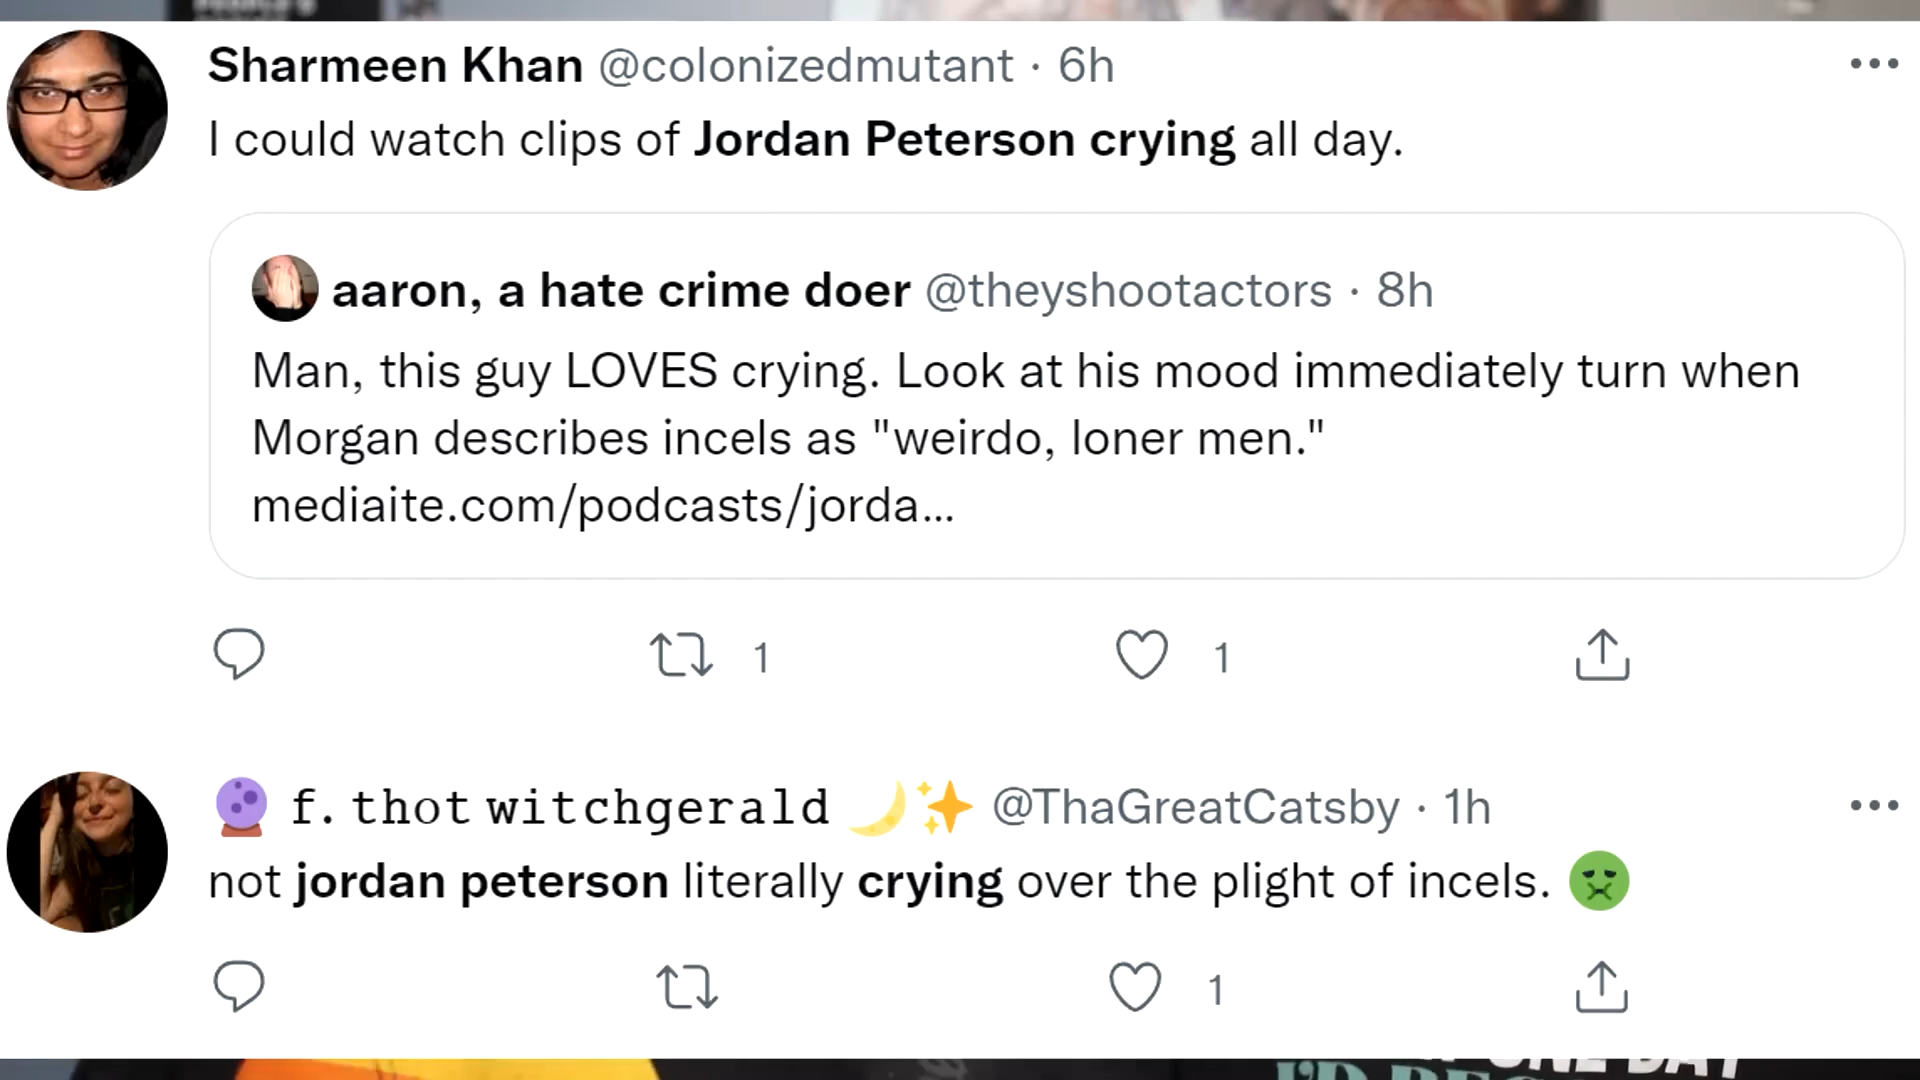 PEOPLE'S
Sharmeen Khan @colonizedmutant · 6h
I could watch clips of Jordan Peterson crying all day.
aaron, a hate crime doer @theyshootactors · 8h
Man, this guy LOVES crying. Look at his mood immediately turn when
Morgan describes incels as "weirdo, loner men."
mediaite.com/podcasts/jorda...
1 1
🔮 f. thot witchgerald 🌙✨ @ThaGreatCatsby · 1h
not jordan peterson literally crying over the plight of incels. 🤢
1
ONE DAY